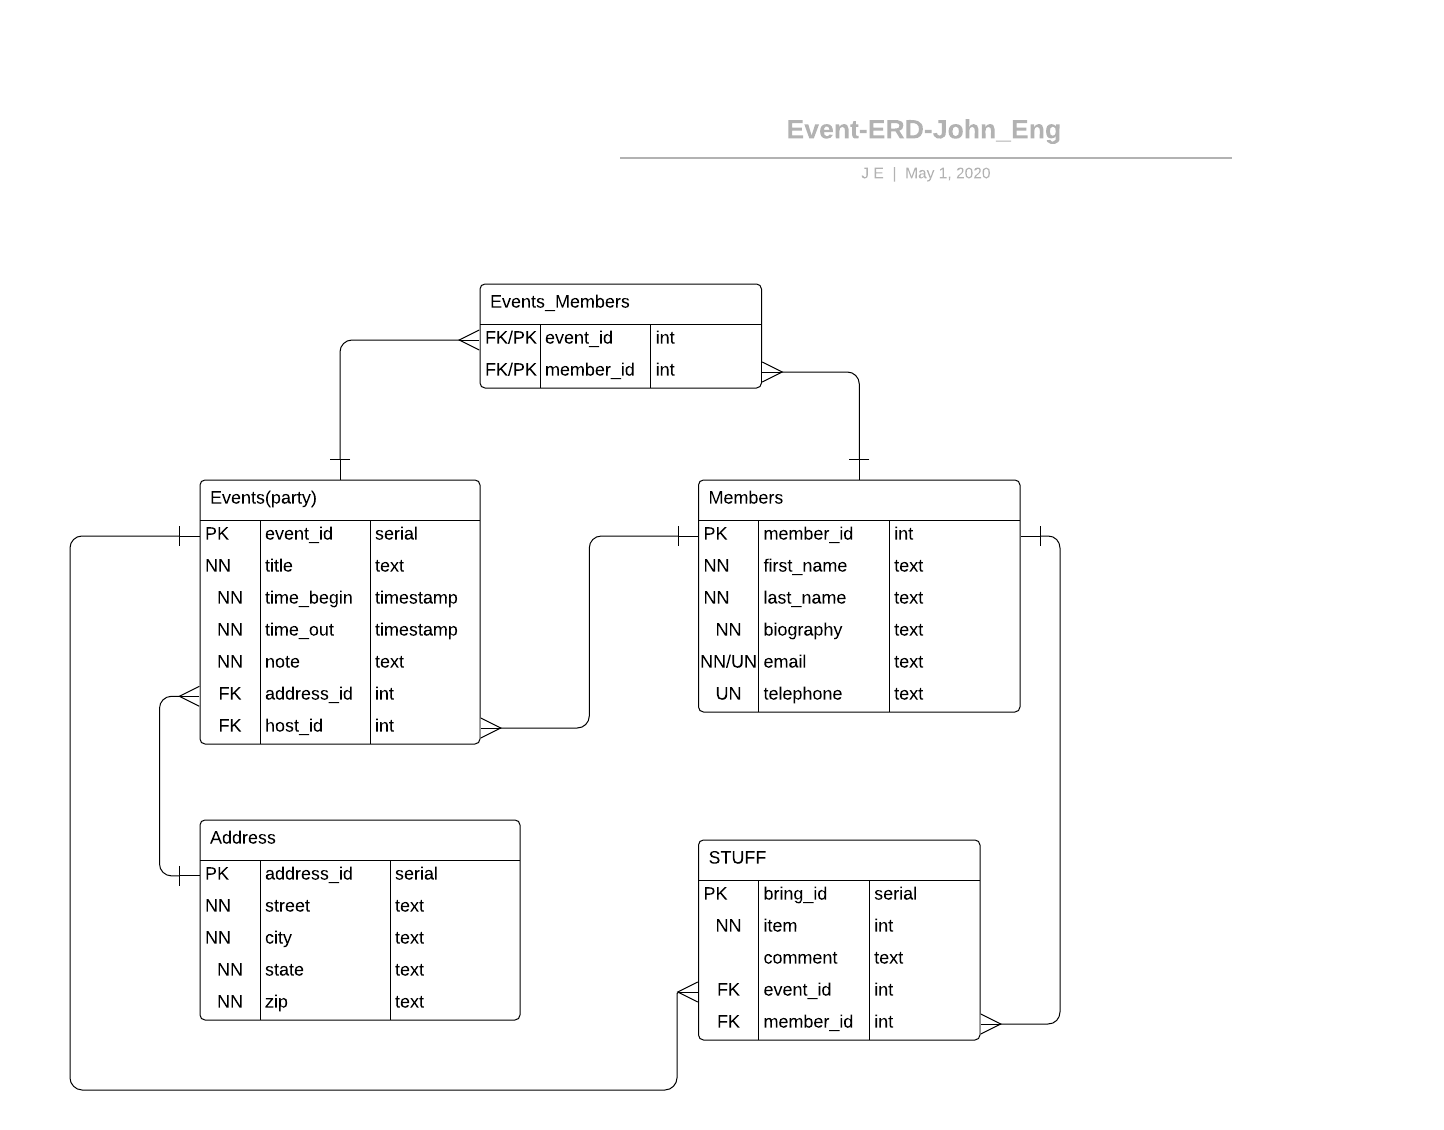 Event-ERD-John_Eng
J E | May 1, 2020
Events_Members
FK/PK event_id int
FK/PK member_id int
Events(party)
PK event_id serial
NN title text
NN time_begin timestamp
NN time_out timestamp
NN note text
FK address_id int
FK host_id int
Members
PK member_id int
NN first_name text
NN last_name text
NN biography text
NN/UN email text
UN telephone text
Address
PK address_id serial
NN street text
NN city text
NN state text
NN zip text
STUFF
PK bring_id serial
NN item int
comment text
FK event_id int
FK member_id int